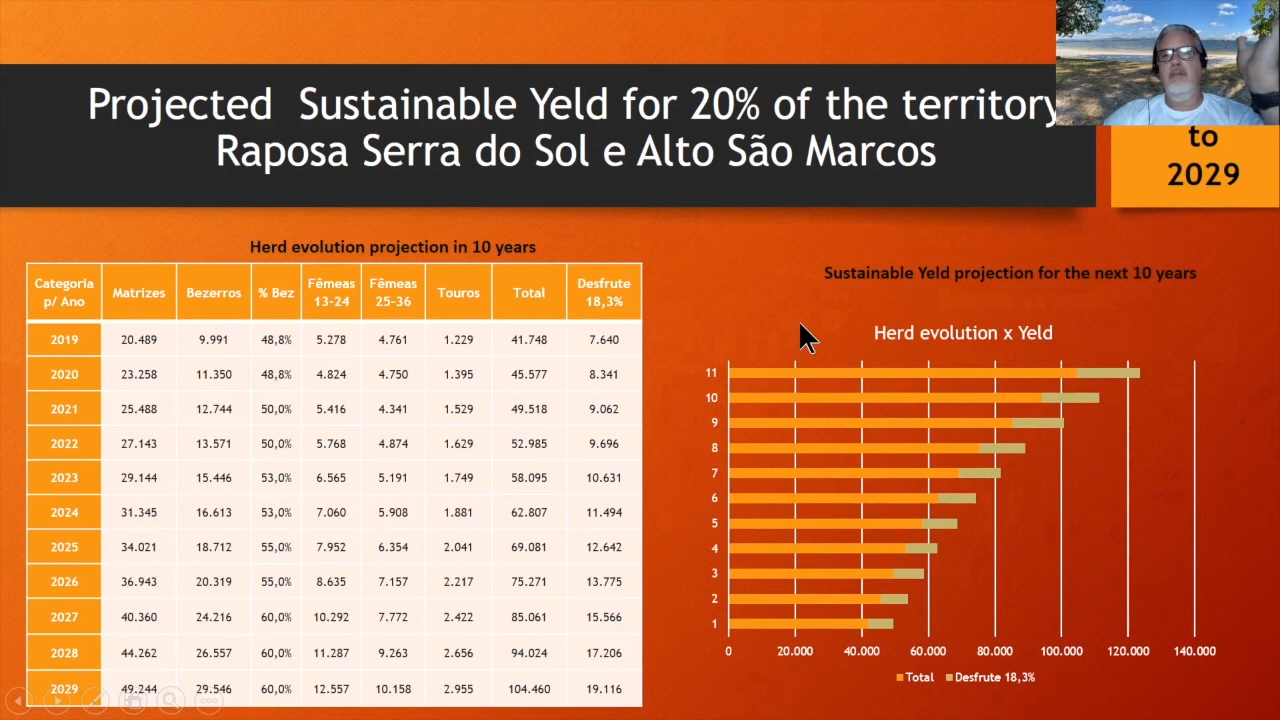 Projected Sustainable Yeld for 20% of the territory
Raposa Serra do Sol e Alto São Marcos
to
2029
Herd evolution projection in 10 years
Categoria p/ Ano Matrizes Bezerros % Bez Fêmeas 13-24 Fêmeas 25-36 Touros Total Desfrute 18,3%
2019 20.489 9.991 48,8% 5.278 4.761 1.229 41.748 7.640
2020 23.258 11.350 48,8% 4.824 4.750 1.395 45.577 8.341
2021 25.488 12.744 50,0% 5.416 4.341 1.529 49.518 9.062
2022 27.143 13.571 50,0% 5.768 4.874 1.629 52.985 9.696
2023 29.144 15.446 53,0% 6.565 5.191 1.749 58.095 10.631
2024 31.345 16.613 53,0% 7.060 5.908 1.881 62.807 11.494
2025 34.021 18.712 55,0% 7.952 6.354 2.041 69.081 12.642
2026 36.943 20.319 55,0% 8.635 7.157 2.217 75.271 13.775
2027 40.360 24.216 60,0% 10.292 7.772 2.422 85.061 15.566
2028 44.262 26.557 60,0% 11.287 9.263 2.656 94.024 17.206
2029 49.244 29.546 60,0% 12.557 10.158 2.955 104.460 19.116
Sustainable Yeld projection for the next 10 years
Herd evolution x Yeld
11
10
9
8
7
6
5
4
3
2
1
0 20.000 40.000 60.000 80.000 100.000 120.000 140.000
Total Desfrute 18,3%